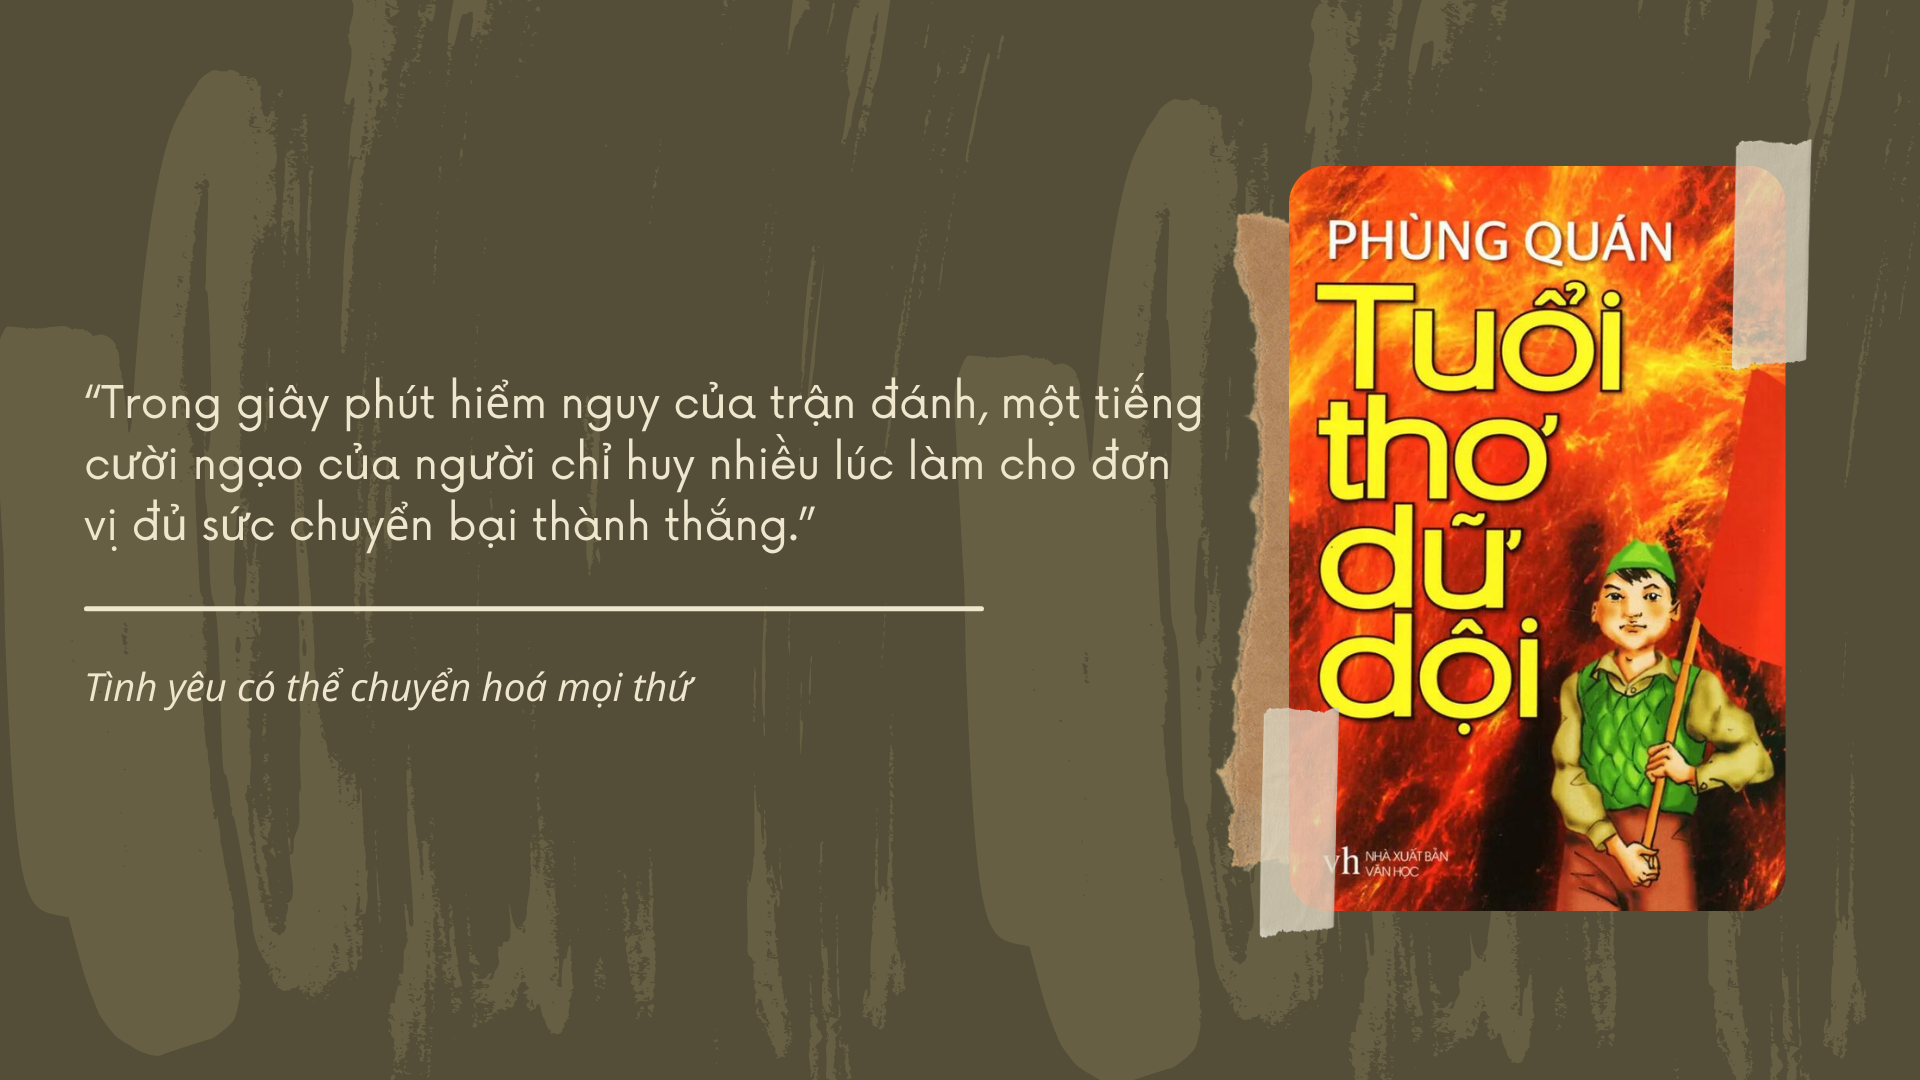 “Trong giây phút hiểm nguy của trận đánh, một tiếng
cười ngạo của người chỉ huy nhiều lúc làm cho đơn
vị đủ sức chuyển bại thành thắng.”
Tình yêu có thể chuyển hoá mọi thứ
PHÙNG QUÁN
Tuổi
thơ
dữ
dội
vh
NHÀ XUẤT BẢN
VĂN HỌC